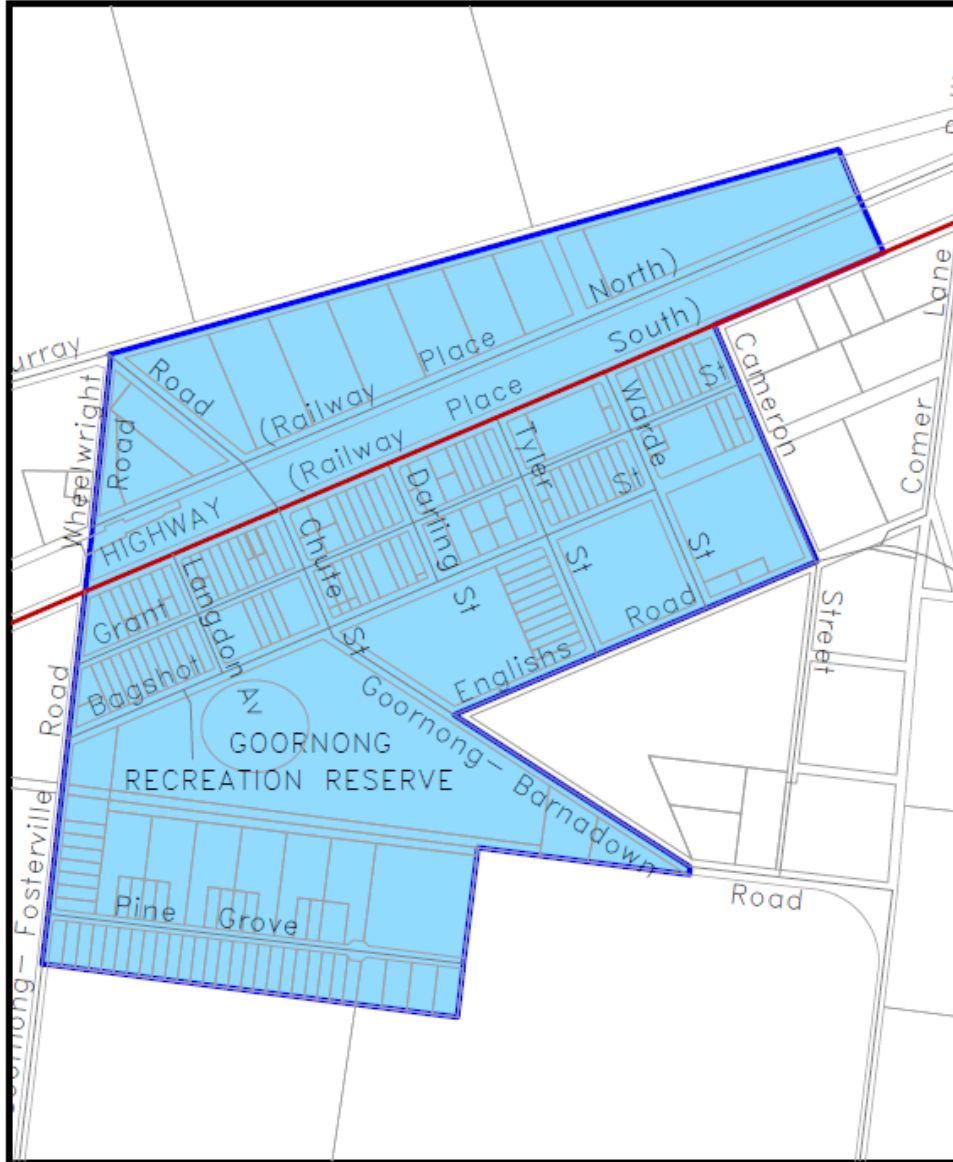 urray
Road
(Railway Place North)
Wheelwright
Road
HIGHWAY
(Railway Place South)
Cameron
Lane
Comer
Grant St
Langdon Av
Chute St
Darling St
Tyler St
Warde St
Bagshot St
Englishs Road
Street
Road
GOORNONG
RECREATION RESERVE
Goornong- Barnadown
Road
Pine Grove
Goornong- Fosterville